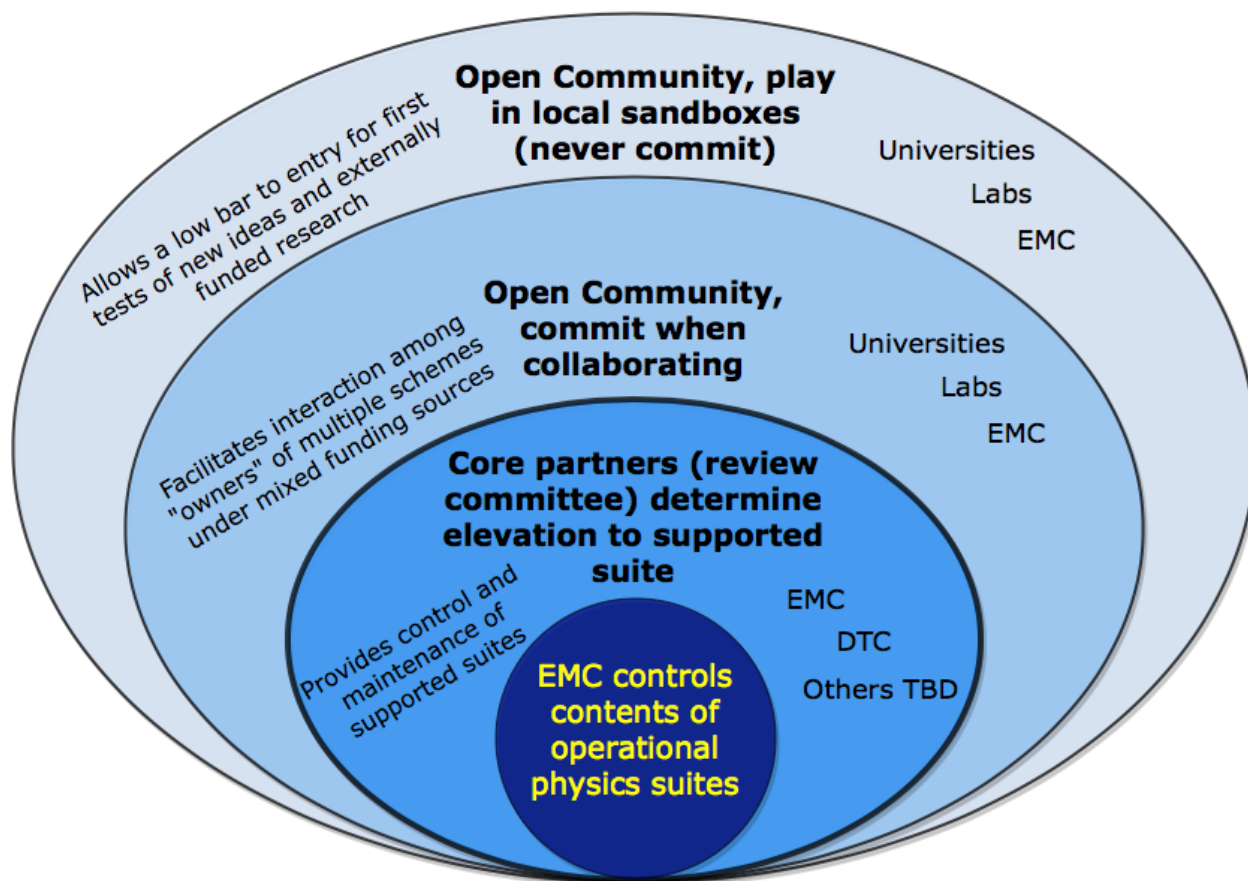 Open Community, play
in local sandboxes
(never commit)
Allows a low bar to entry for first
tests of new ideas and externally
funded research
Universities
Labs
EMC
Open Community,
commit when
collaborating
Facilitates interaction among
"owners" of multiple schemes
under mixed funding sources
Universities
Labs
EMC
Core partners (review
committee) determine
elevation to supported
suite
Provides control and
maintenance of
supported suites
EMC
DTC
Others TBD
EMC controls
contents of
operational
physics suites